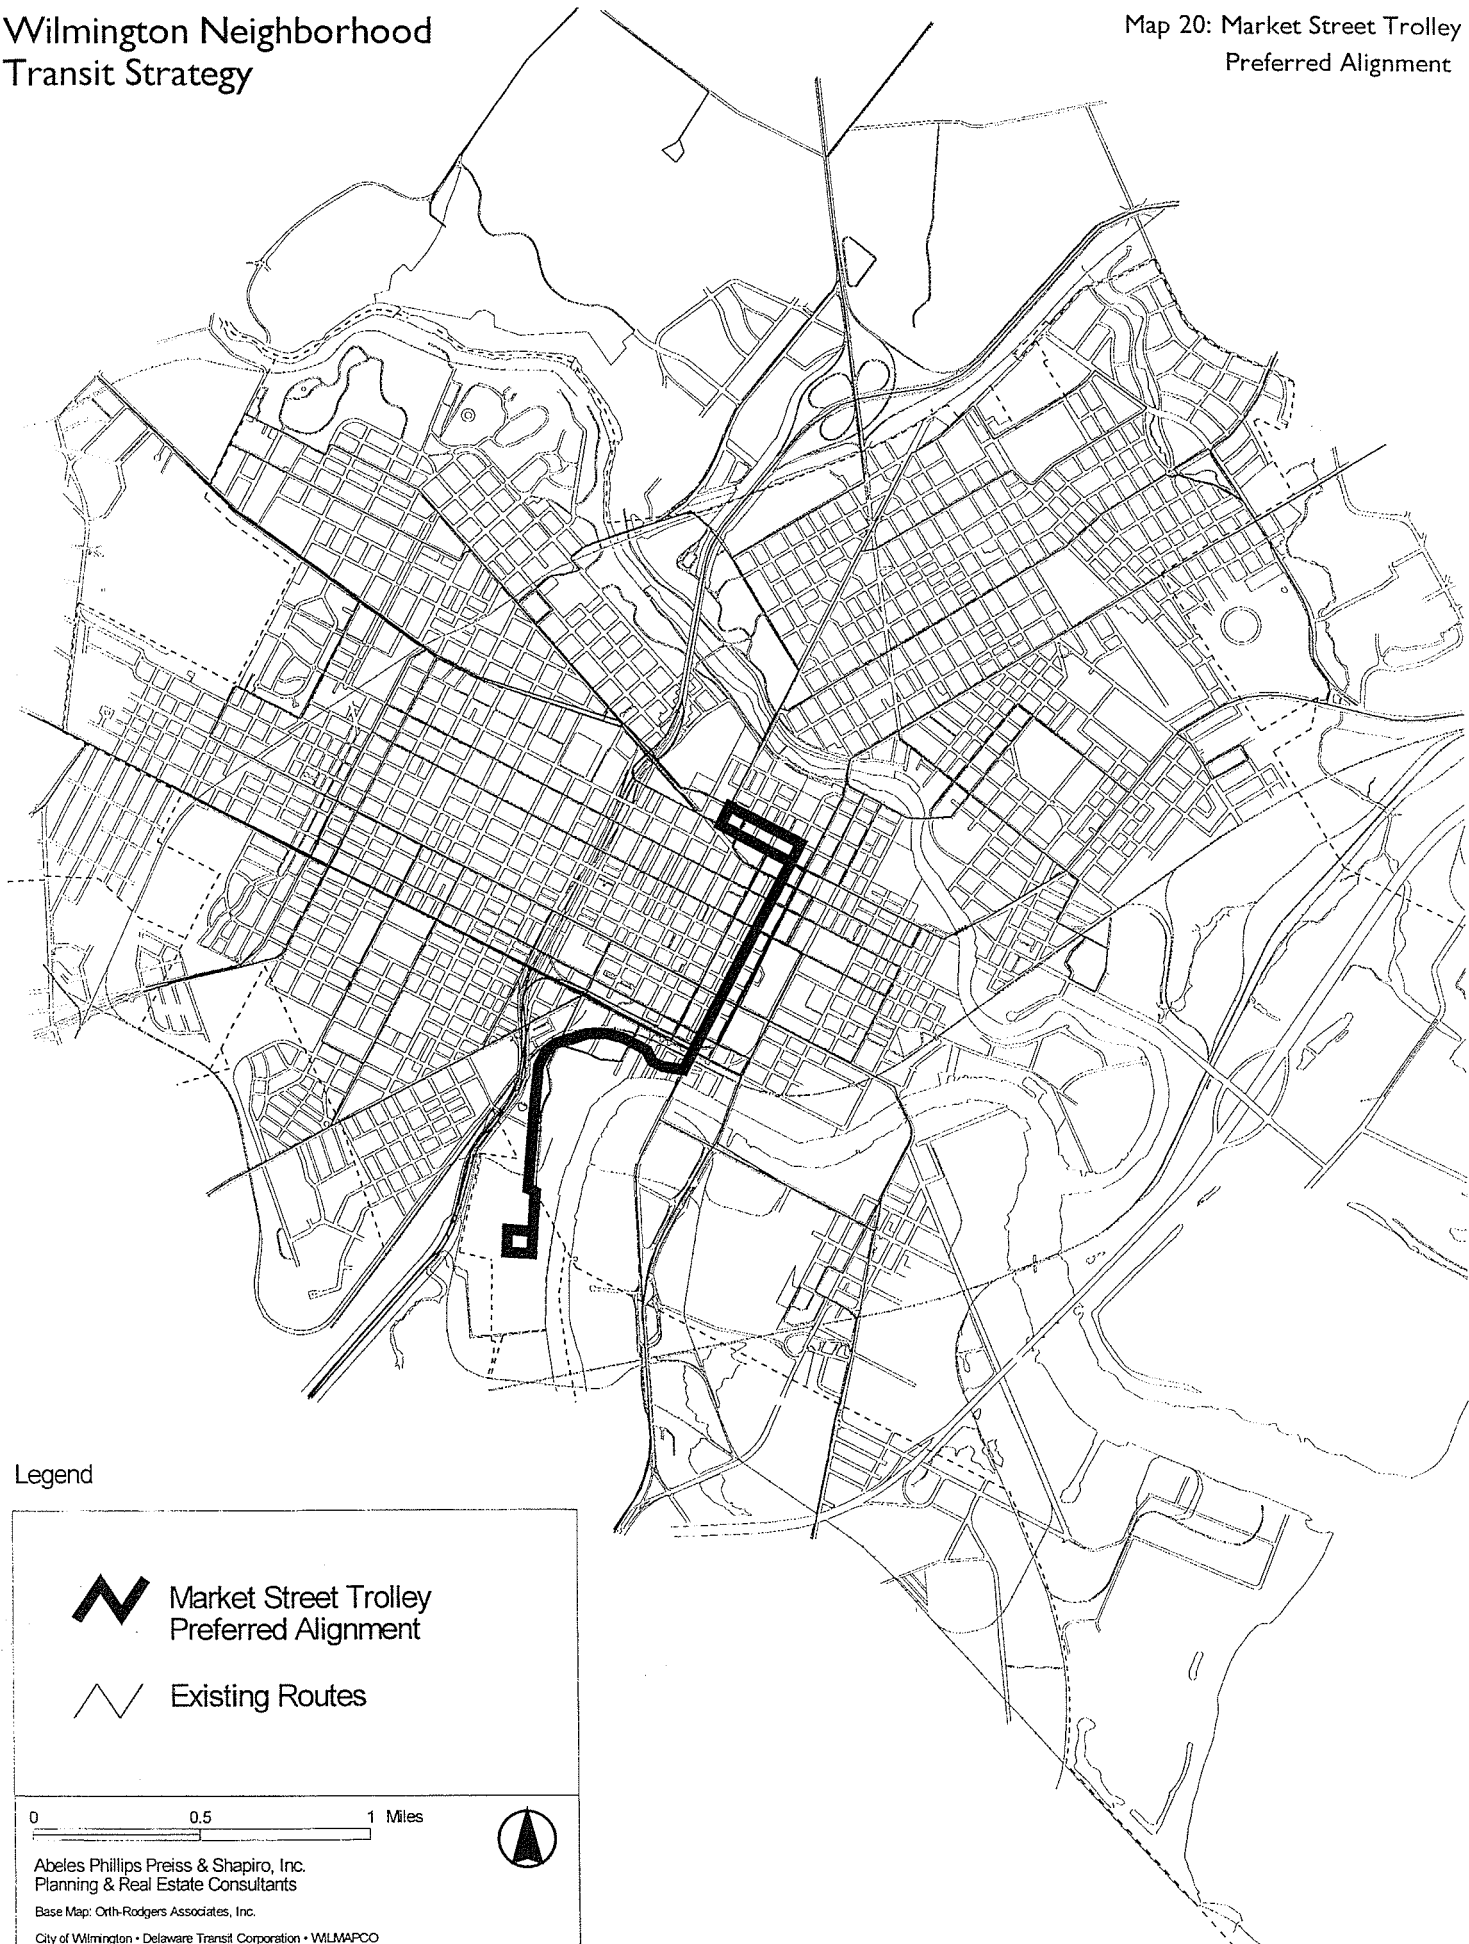 Wilmington Neighborhood
Transit Strategy
Map 20: Market Street Trolley
Preferred Alignment
Legend
Market Street Trolley
Preferred Alignment
Existing Routes
0 0.5 1 Miles
Abeles Phillips Preiss & Shapiro, Inc.
Planning & Real Estate Consultants
Base Map: Orth-Rodgers Associates, Inc.
City of Wilmington • Delaware Transit Corporation • WILMAPCO